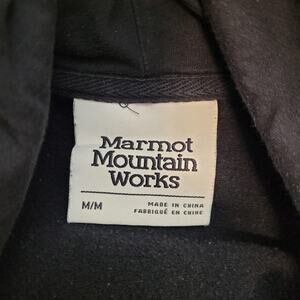 Marmot
Mountain
Works
M/M
MADE IN CHINA
FABRIQUÉ EN CHINE